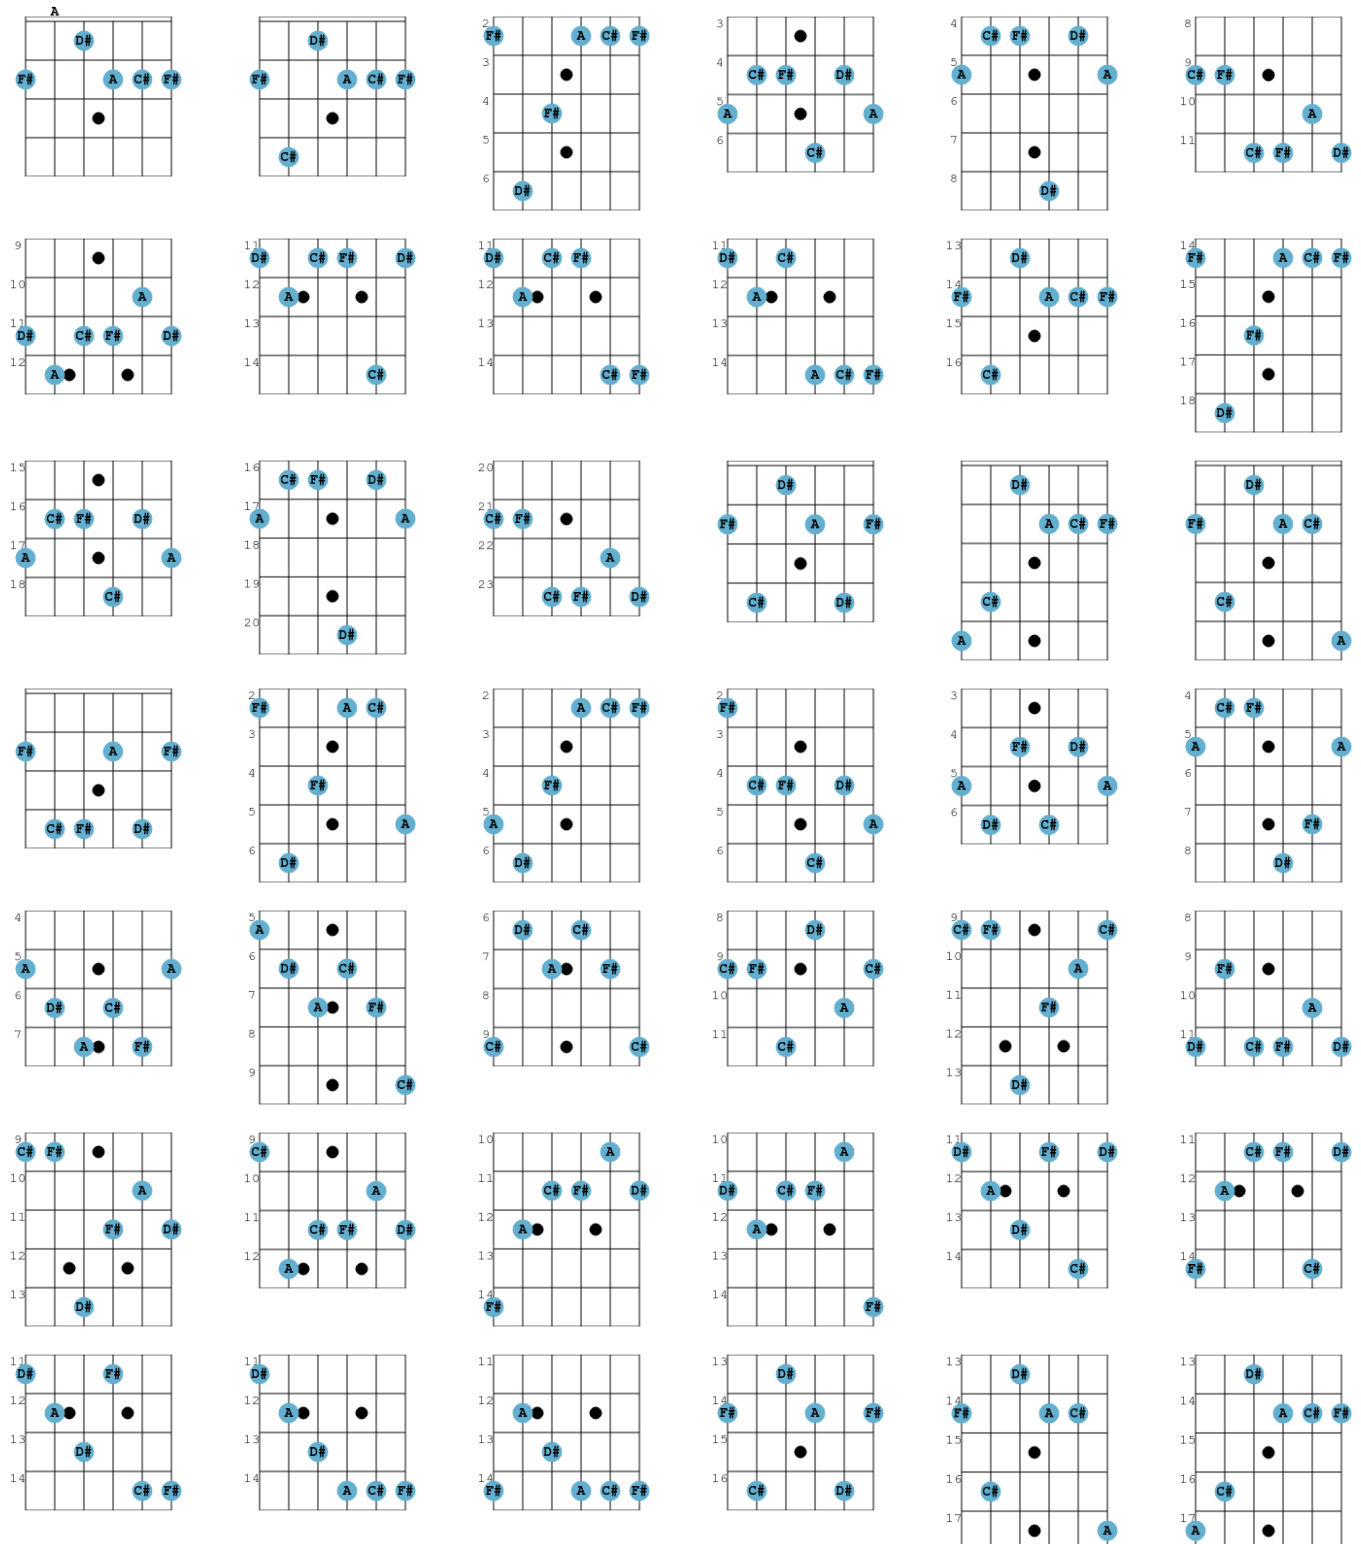 A
D#
F# A C# F#
D#
F# A C# F#
C#
2 F# A C# F#
3
4 F#
5
6 D#
3
4 C# F# D#
5 A A
6 C#
4 C# F# D#
5 A A
6
7
8 D#
8
9 C# F#
10 A
11 C# F# D#
9
10 A
11 D# C# F# D#
12 A
11 D# C# F# D#
12 A
13
14 C#
11 D# C# F#
12 A
13
14 C# F#
11 D# C#
12 A
13
14 A C# F#
13 D#
14 F# A C# F#
15
16 C#
14 F# A C# F#
15
16 F#
17
18 D#
15
16 C# F# D#
17 A A
18 C#
16 C# F# D#
17 A A
18
19
20 D#
20
21 C# F#
22 A
23 C# F# D#
D#
F# A F#
C# D#
D#
A C# F#
C#
A
D#
F# A C#
C#
A
F# A F#
C# F# D#
2 F# A C#
3
4 F#
5 A
6 D#
2 A C# F#
3
4 F#
5 A
6 D#
2 F#
3
4 C# F# D#
5 A
6 C#
3
4 F# D#
5 A A
6 D# C#
4 C# F#
5 A A
6
7 F#
8 D#
4
5 A A
6 D# C#
7 A F#
5 A
6 D# C#
7 A F#
8
9 C#
6 D# C#
7 A F#
8
9 C# C#
8 D#
9 C# F# C#
10 A
11 C#
9 C# F# C#
10 A
11 F#
12
13 D#
8
9 F#
10 A
11 D# C# F# D#
9 C# F#
10 A
11 F# D#
12
13 D#
9 C#
10 A
11 C# F# D#
12 A
10 A
11 C# F# D#
12 A
13
14 F#
10 A
11 D# C# F#
12 A
13
14 F#
11 D# F# D#
12 A
13 D#
14 C#
11 C# F# D#
12 A
13
14 F# C#
11 D# F#
12 A
13 D#
14 C# F#
11 D#
12 A
13 D#
14 A C# F#
11
12 A
13 D#
14 F# A C# F#
13 D#
14 F# A F#
15
16 C# D#
13 D#
14 F# A C#
15
16 C#
17 A
13 D#
14 A C# F#
15
16 C#
17 A